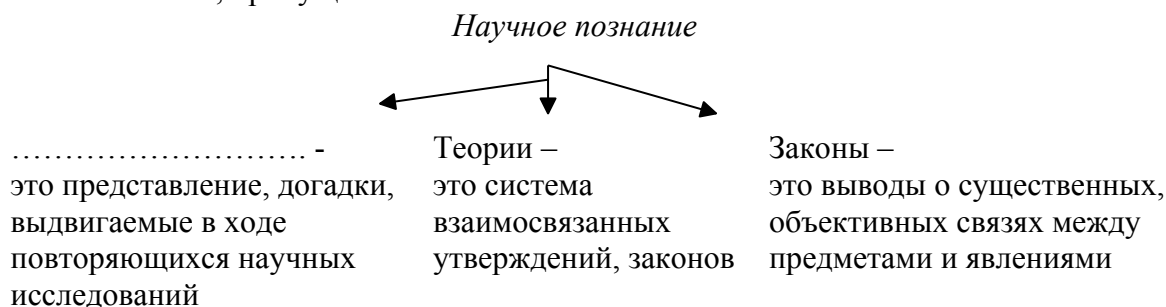 Научное познание
………………………. -
это представление, догадки,
выдвигаемые в ходе
повторяющихся научных
исследований
Теории –
это система
взаимосвязанных
утверждений, законов
Законы –
это выводы о существенных,
объективных связях между
предметами и явлениями